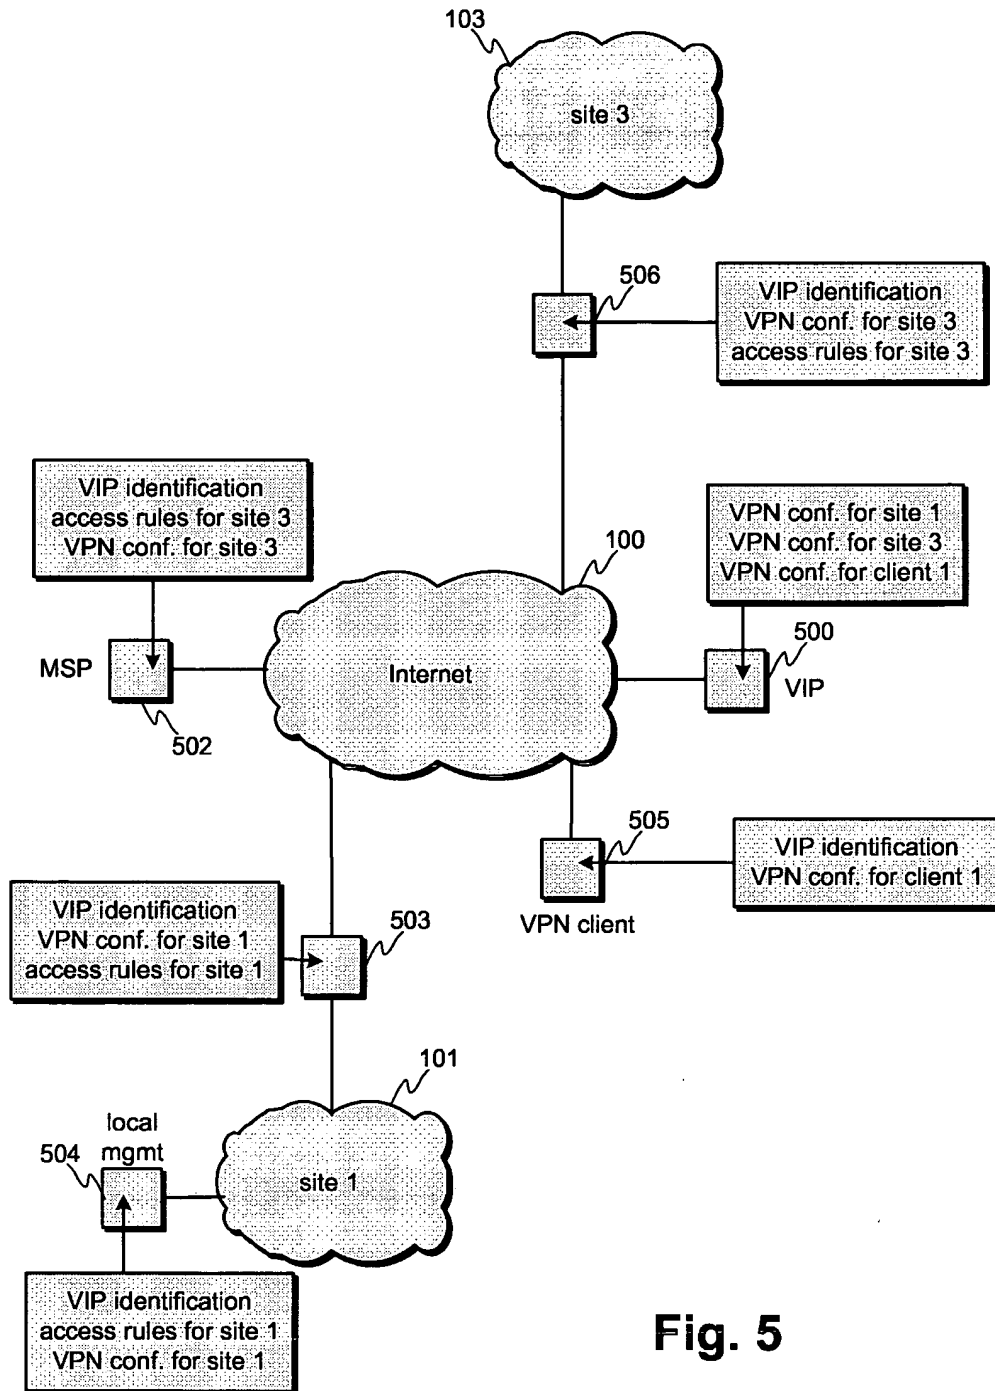 103
site 3
506
VIP identification
VPN conf. for site 3
access rules for site 3
VIP identification
access rules for site 3
VPN conf. for site 3
VPN conf. for site 1
VPN conf. for site 3
VPN conf. for client 1
100
Internet
MSP
502
500
VIP
505
VIP identification
VPN conf. for client 1
VPN client
VIP identification
VPN conf. for site 1
access rules for site 1
503
101
local
mgmt
504
site 1
VIP identification
access rules for site 1
VPN conf. for site 1
Fig. 5